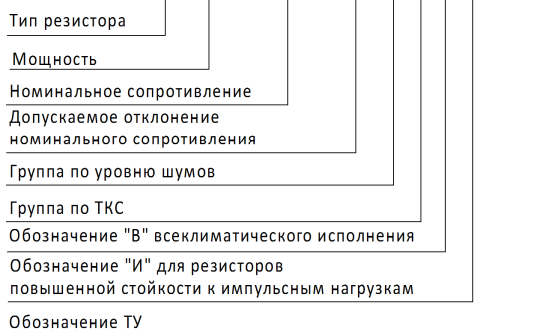 Тип резистора
Мощность
Номинальное сопротивление
Допускаемое отклонение
номинального сопротивления
Группа по уровню шумов
Группа по ТКС
Обозначение "В" всеклиматического исполнения
Обозначение "И" для резисторов
повышенной стойкости к импульсным нагрузкам
Обозначение ТУ